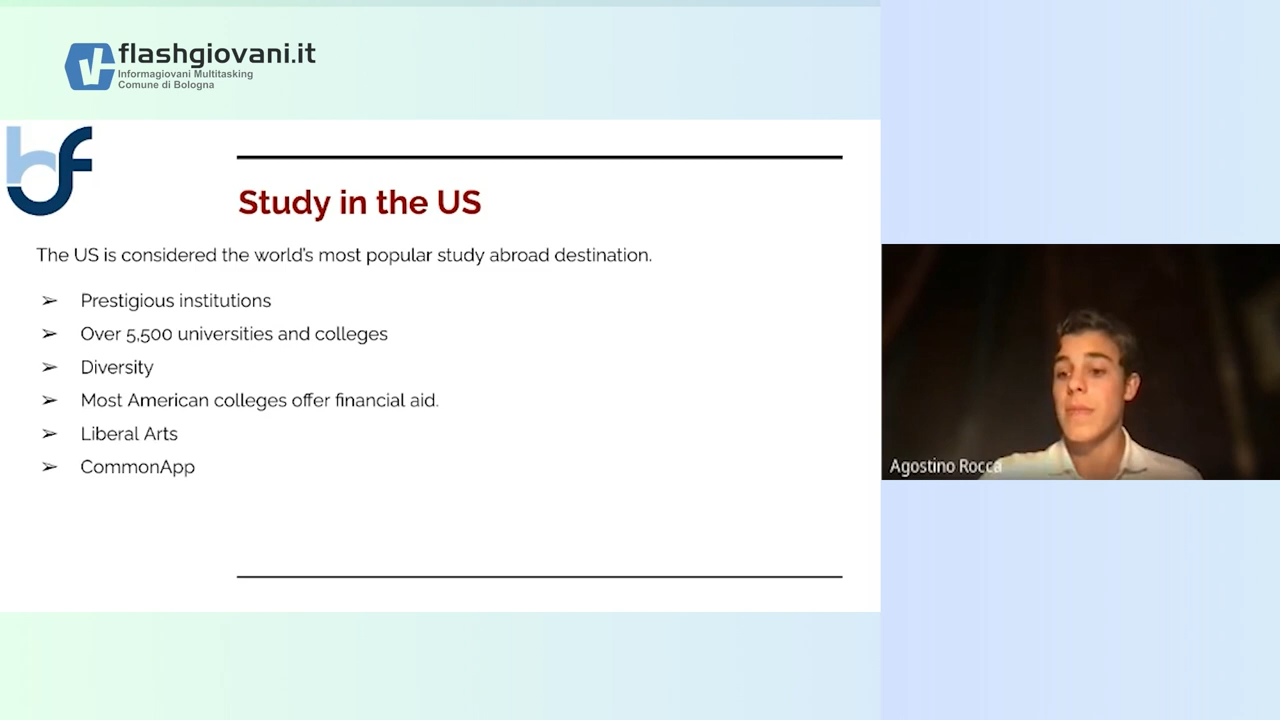 flashgiovani.it
Informagiovani Multitasking
Comune di Bologna
bf
Study in the US
The US is considered the world's most popular study abroad destination.
➢ Prestigious institutions
➢ Over 5,500 universities and colleges
➢ Diversity
➢ Most American colleges offer financial aid.
➢ Liberal Arts
➢ CommonApp
Agostino Rocca